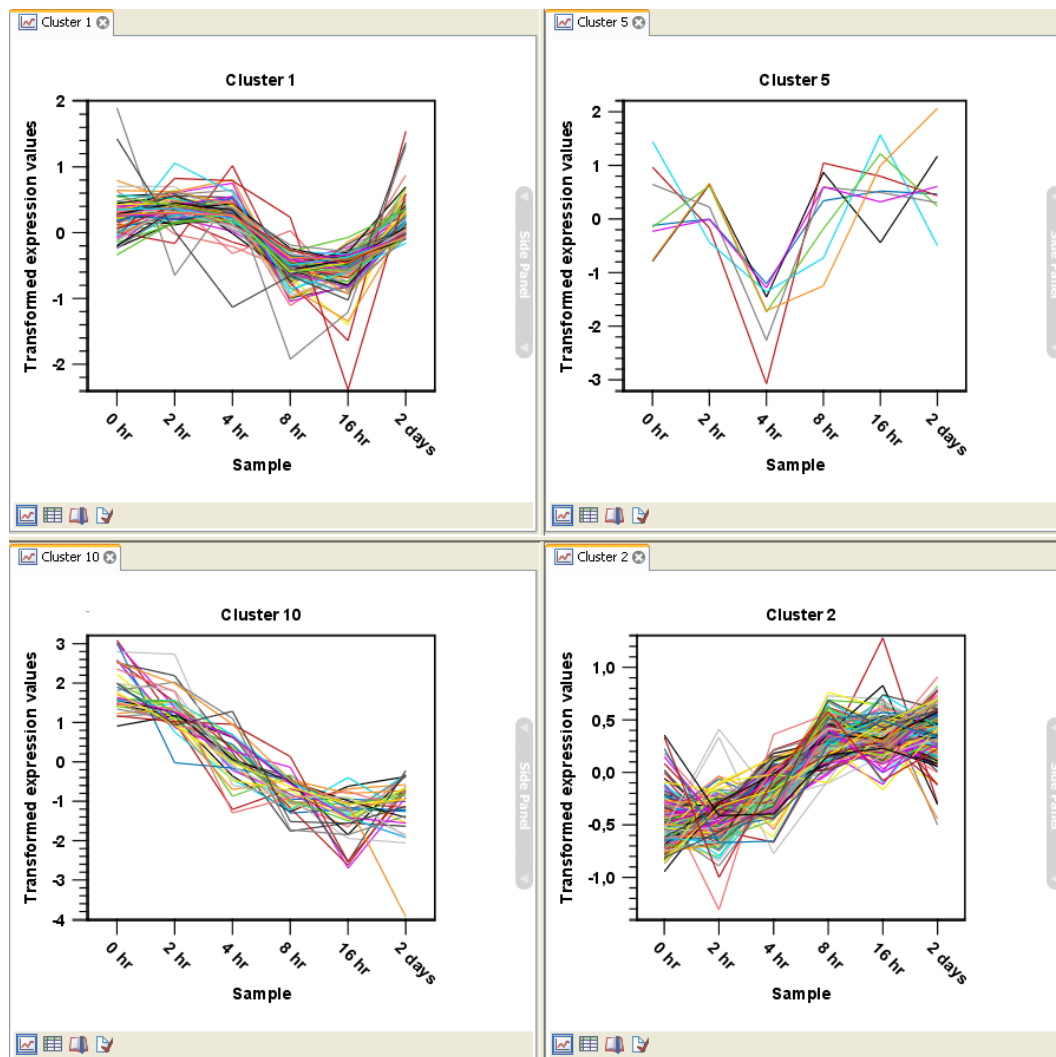 Cluster 1
Cluster 1
Transformed expression values
2
1
0
-1
-2
0 hr
2 hr
4 hr
8 hr
16 hr
2 days
Sample
Side Panel
Cluster 5
Cluster 5
Transformed expression values
2
1
0
-1
-2
-3
0 hr
2 hr
4 hr
8 hr
16 hr
2 days
Sample
Side Panel
Cluster 10
Cluster 10
Transformed expression values
3
2
1
0
-1
-2
-3
-4
0 hr
2 hr
4 hr
8 hr
16 hr
2 days
Sample
Side Panel
Cluster 2
Cluster 2
Transformed expression values
1,0
0,5
0,0
-0,5
-1,0
0 hr
2 hr
4 hr
8 hr
16 hr
2 days
Sample
Side Panel